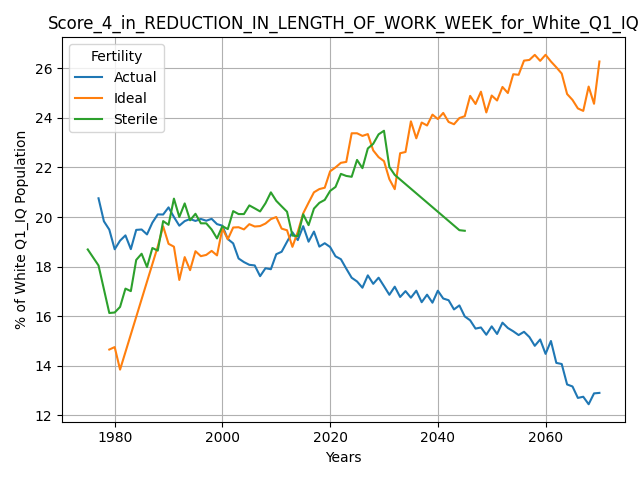 Score_4_in_REDUCTION_IN_LENGTH_OF_WORK_WEEK_for_White_Q1_IQ
Fertility
Actual
Ideal
Sterile
% of White Q1_IQ Population
26
24
22
20
18
16
14
12
1980 2000 2020 2040 2060
Years